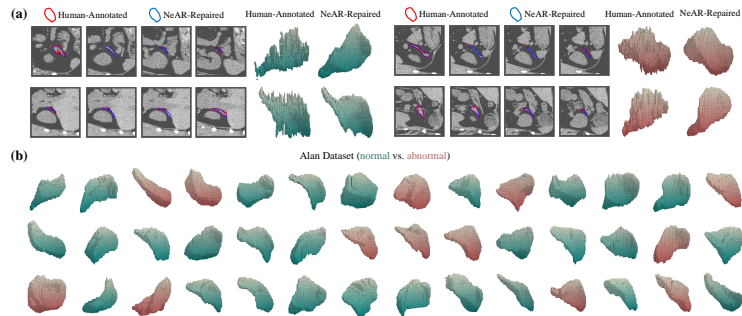 (a) Human-Annotated NeAR-Repaired Human-Annotated NeAR-Repaired Human-Annotated NeAR-Repaired Human-Annotated NeAR-Repaired
(b) Alan Dataset (normal vs. abnormal)